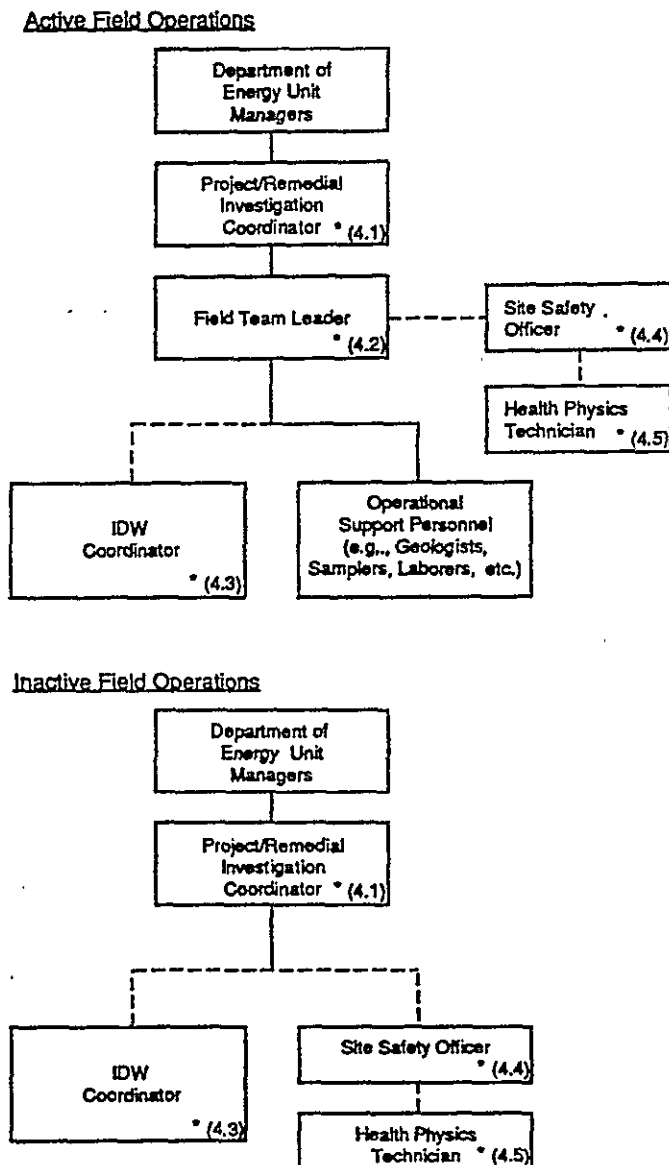 Active Field Operations
Department of
Energy Unit
Managers
Project/Remedial
Investigation
Coordinator * (4.1)
Field Team Leader
* (4.2)
Site Safety
Officer
* (4.4)
Health Physics
Technician * (4.5)
IDW
Coordinator
* (4.3)
Operational
Support Personnel
(e.g.,., Geologists,
Samplers, Laborers, etc.)
Inactive Field Operations
Department of
Energy Unit
Managers
Project/Remedial
Investigation
Coordinator * (4.1)
IDW
Coordinator
* (4.3)
Site Safety Officer
* (4.4)
Health Physics
Technician * (4.5)